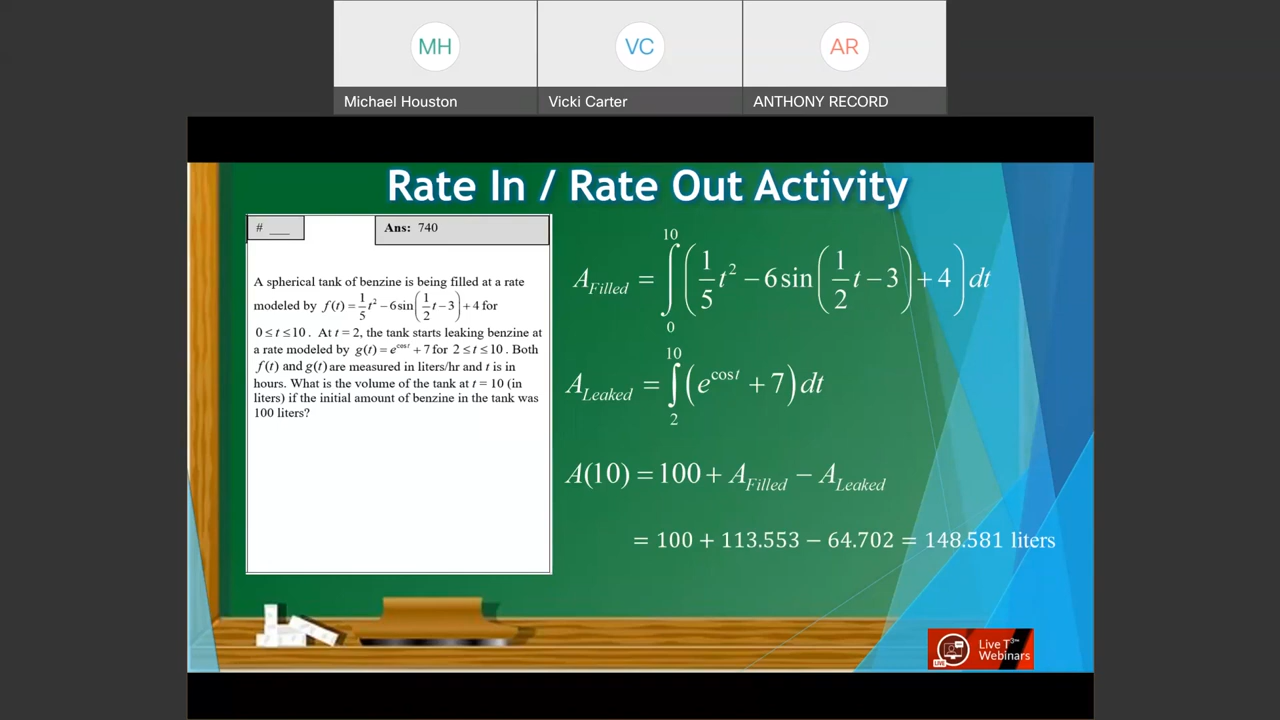 MH
VC
AR
Michael Houston
Vicki Carter
ANTHONY RECORD
Rate In / Rate Out Activity
# ___
Ans: 740
A spherical tank of benzine is being filled at a rate
modeled by f(t) = 1/5 t² − 6 sin(1/2 t − 3) + 4 for
0 ≤ t ≤ 10. At t = 2, the tank starts leaking benzine at
a rate modeled by g(t) = e^cos t + 7 for 2 ≤ t ≤ 10. Both
f(t) and g(t) are measured in liters/hr and t is in
hours. What is the volume of the tank at t = 10 (in
liters) if the initial amount of benzine in the tank was
100 liters?
A_Filled = ∫₀¹⁰ (1/5 t² − 6 sin(1/2 t − 3) + 4) dt
A_Leaked = ∫₂¹⁰ (e^cos t + 7) dt
A(10) = 100 + A_Filled − A_Leaked
= 100 + 113.553 − 64.702 = 148.581 liters
Live T³™
Webinars
LIVE